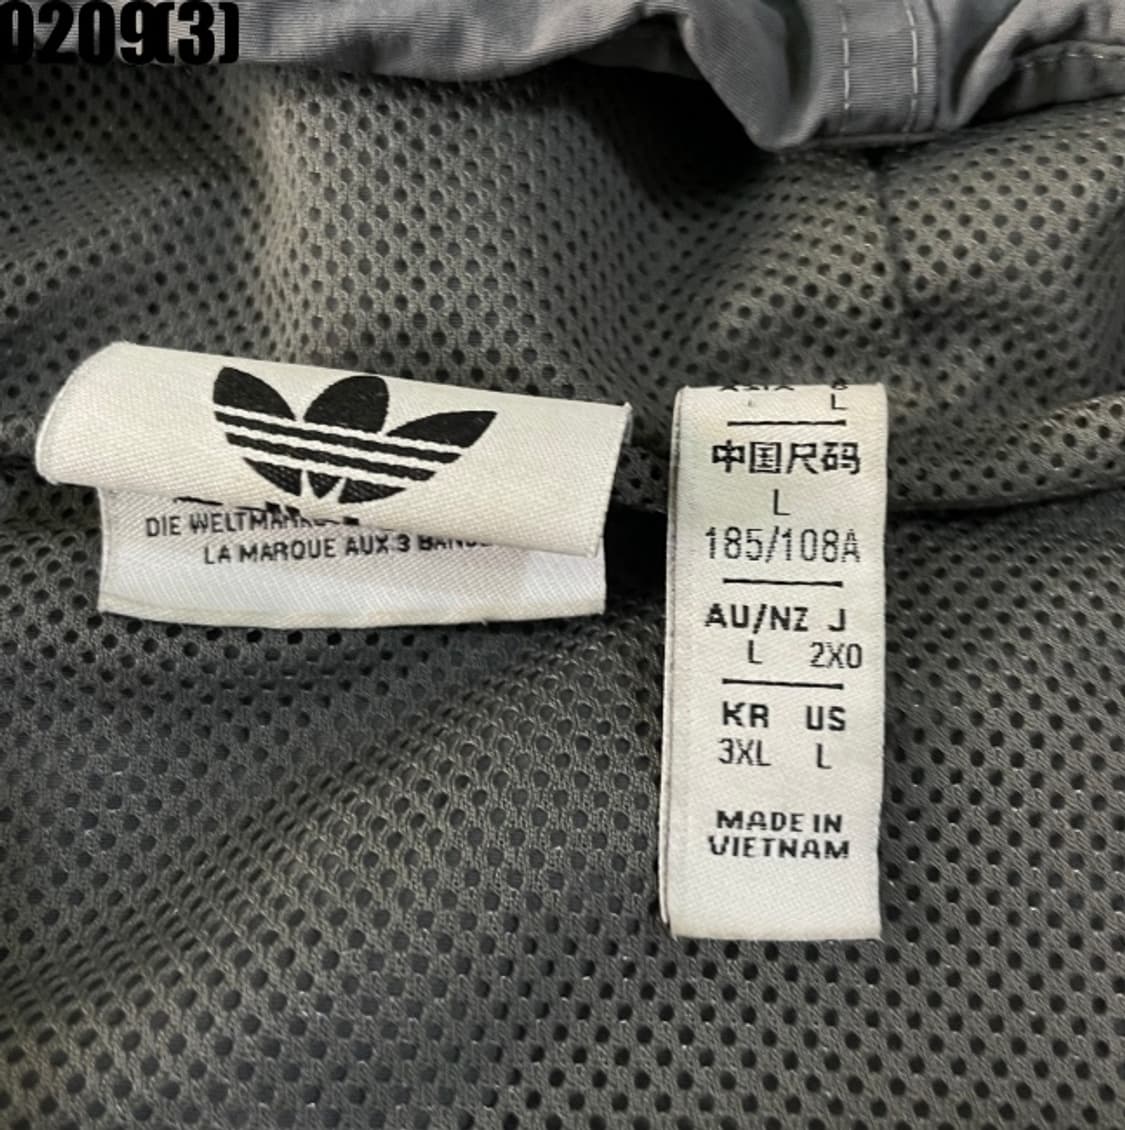 0209(3)
DIE WELTMARKE
LA MARQUE AUX 3
L
中国尺码
L
185/108A
AU/NZ J
L 2XO
KR US
3XL L
MADE IN
VIETNAM